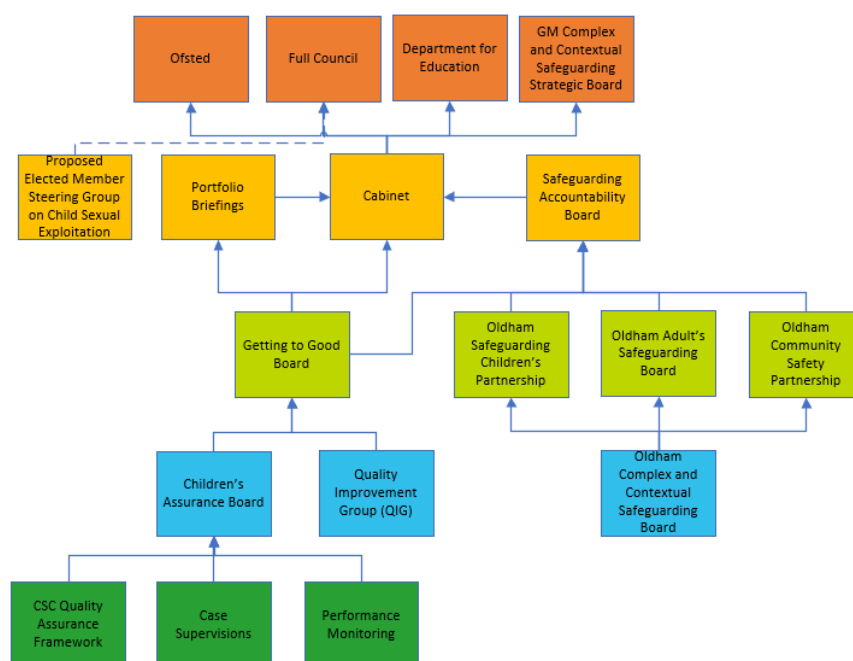 Ofsted
Full Council
Department for
Education
GM Complex
and Contextual
Safeguarding
Strategic Board
Proposed
Elected Member
Steering Group
on Child Sexual
Exploitation
Portfolio
Briefings
Cabinet
Safeguarding
Accountability
Board
Getting to Good
Board
Oldham
Safeguarding
Children's
Partnership
Oldham Adult's
Safeguarding
Board
Oldham
Community
Safety
Partnership
Children's
Assurance Board
Quality
Improvement
Group (QIG)
Oldham
Complex and
Contextual
Safeguarding
Board
CSC Quality
Assurance
Framework
Case
Supervisions
Performance
Monitoring